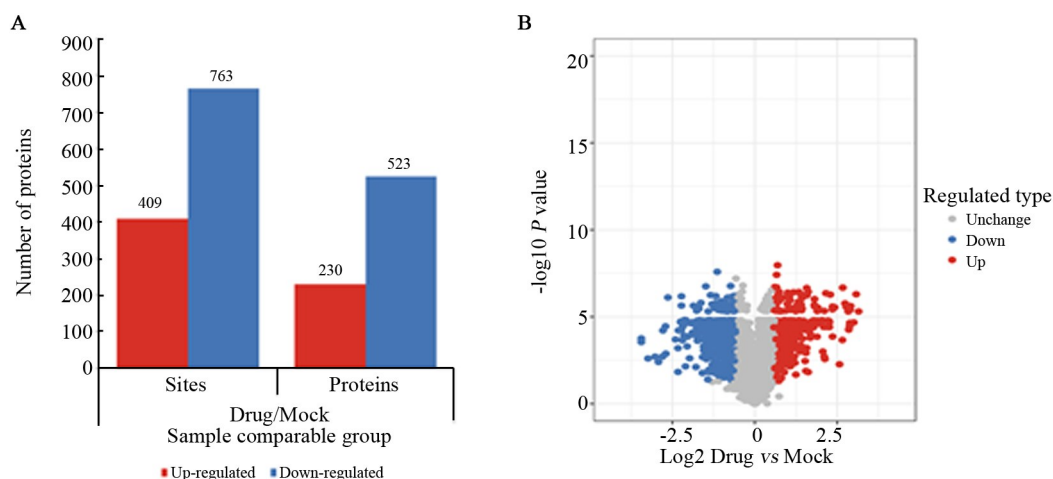 A
Number of proteins
900
800
700
600
500
400
300
200
100
0
409
763
230
523
Sites
Proteins
Drug/Mock
Sample comparable group
Up-regulated
Down-regulated
B
-log10 P value
20
15
10
5
0
-2.5
0
2.5
Log2 Drug vs Mock
Regulated type
Unchange
Down
Up